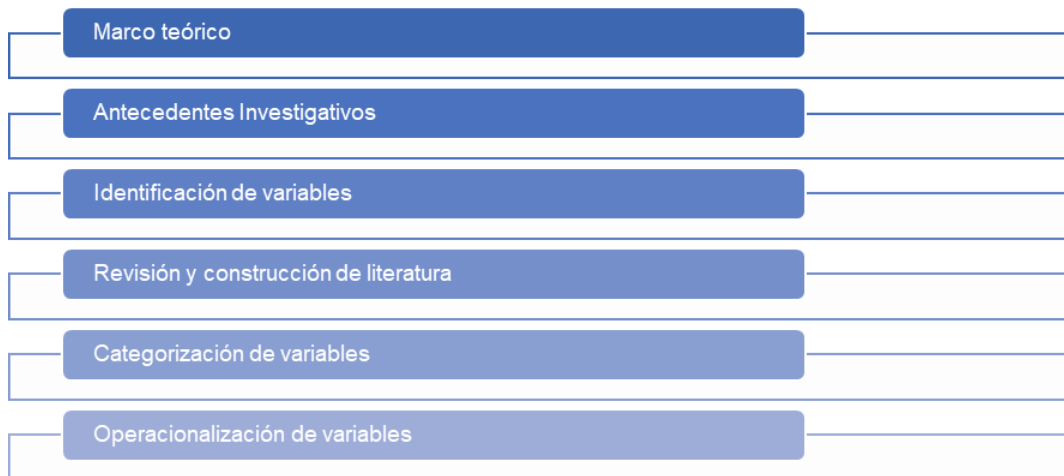 Marco teórico
Antecedentes Investigativos
Identificación de variables
Revisión y construcción de literatura
Categorización de variables
Operacionalización de variables